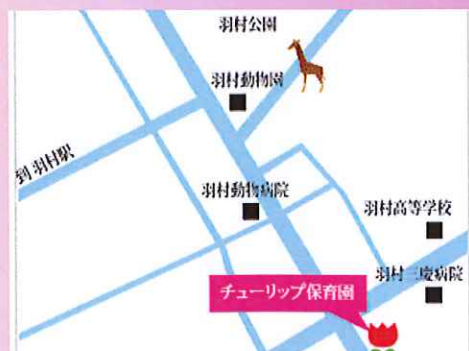 羽村公園
羽村動物園
到 羽村駅
羽村動物病院
羽村高等学校
羽村三慶病院
チューリップ保育園